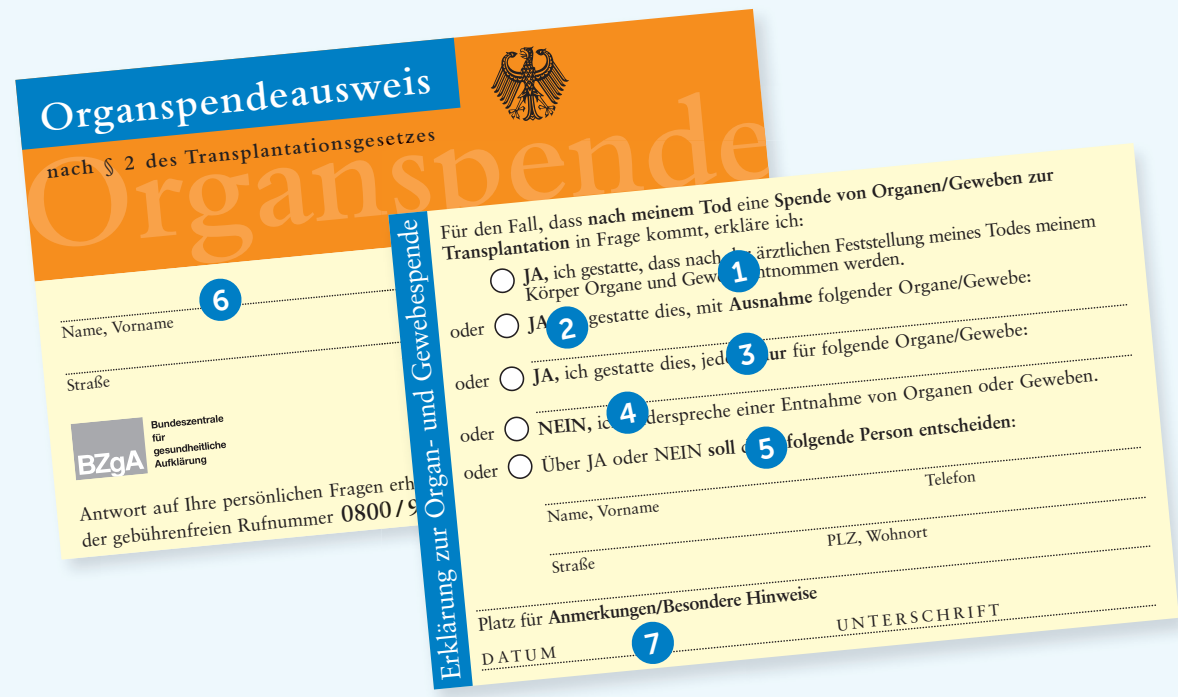 Organspendeausweis
nach § 2 des Transplantationsgesetzes
Organspende
6
Name, Vorname
Straße
BZgA
Bundeszentrale
für
gesundheitliche
Aufklärung
Antwort auf Ihre persönlichen Fragen
der gebührenfreien Rufnummer 0800/9
Erklärung zur Organ- und Gewebespende
Für den Fall, dass nach meinem Tod eine Spende von Organen/Geweben zur
Transplantation in Frage kommt, erkläre ich:
JA, ich gestatte, dass nach ärztlichen Feststellung meines Todes meinem
1
Körper Organe und entnommen werden.
oder JA, gestatte dies, mit Ausnahme folgender Organe/Gewebe:
2
oder JA, ich gestatte dies, nur für folgende Organe/Gewebe:
3
oder NEIN, widerspreche einer Entnahme von Organen oder Geweben.
4
oder Über JA oder NEIN soll folgende Person entscheiden:
5
Name, Vorname Telefon
Straße PLZ, Wohnort
Platz für Anmerkungen/Besondere Hinweise
DATUM 7 UNTERSCHRIFT